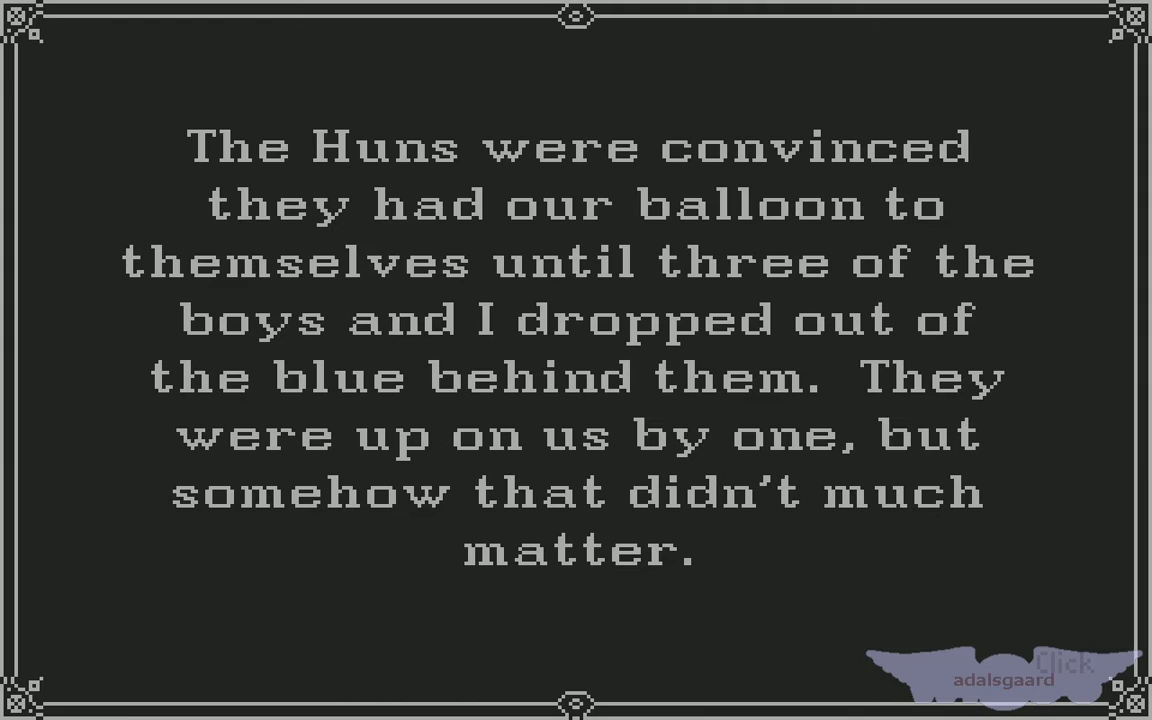 The Huns were convinced
they had our balloon to
themselves until three of the
boys and I dropped out of
the blue behind them.  They
were up on us by one, but
somehow that didn't much
matter.
Click
adalsgaard